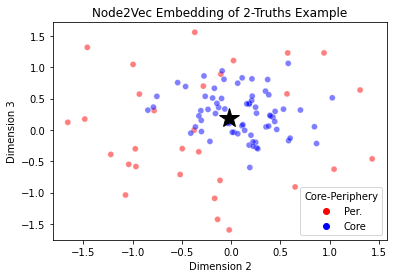 Node2Vec Embedding of 2-Truths Example
Dimension 3
1.5
1.0
0.5
0.0
−0.5
−1.0
−1.5
Core-Periphery
Per.
Core
−1.5 −1.0 −0.5 0.0 0.5 1.0 1.5
Dimension 2